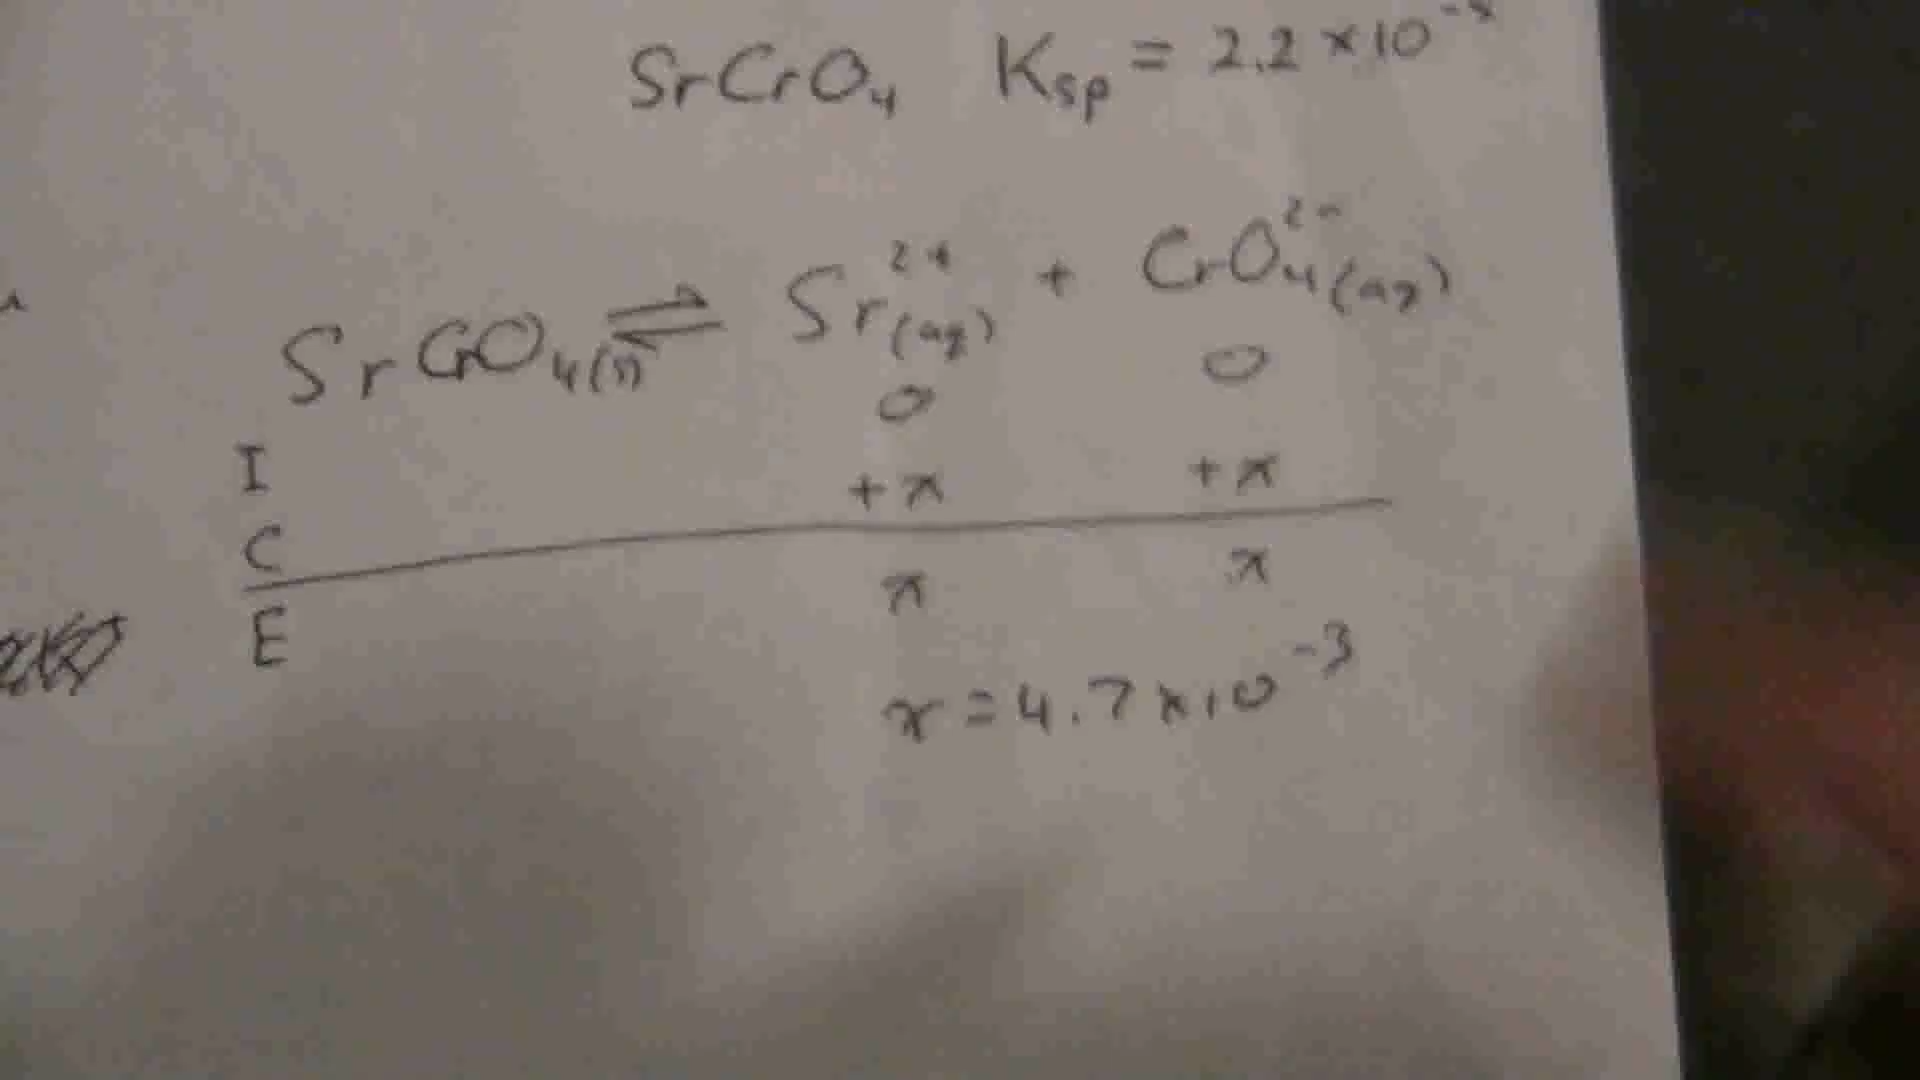 SrCrO₄ Ksp = 2.2 × 10
SrCrO₄(s) ⇌ Sr²⁺(aq) + CrO₄²⁻(aq)
I 0 0
C +x +x
E x x
x = 4.7 × 10⁻³